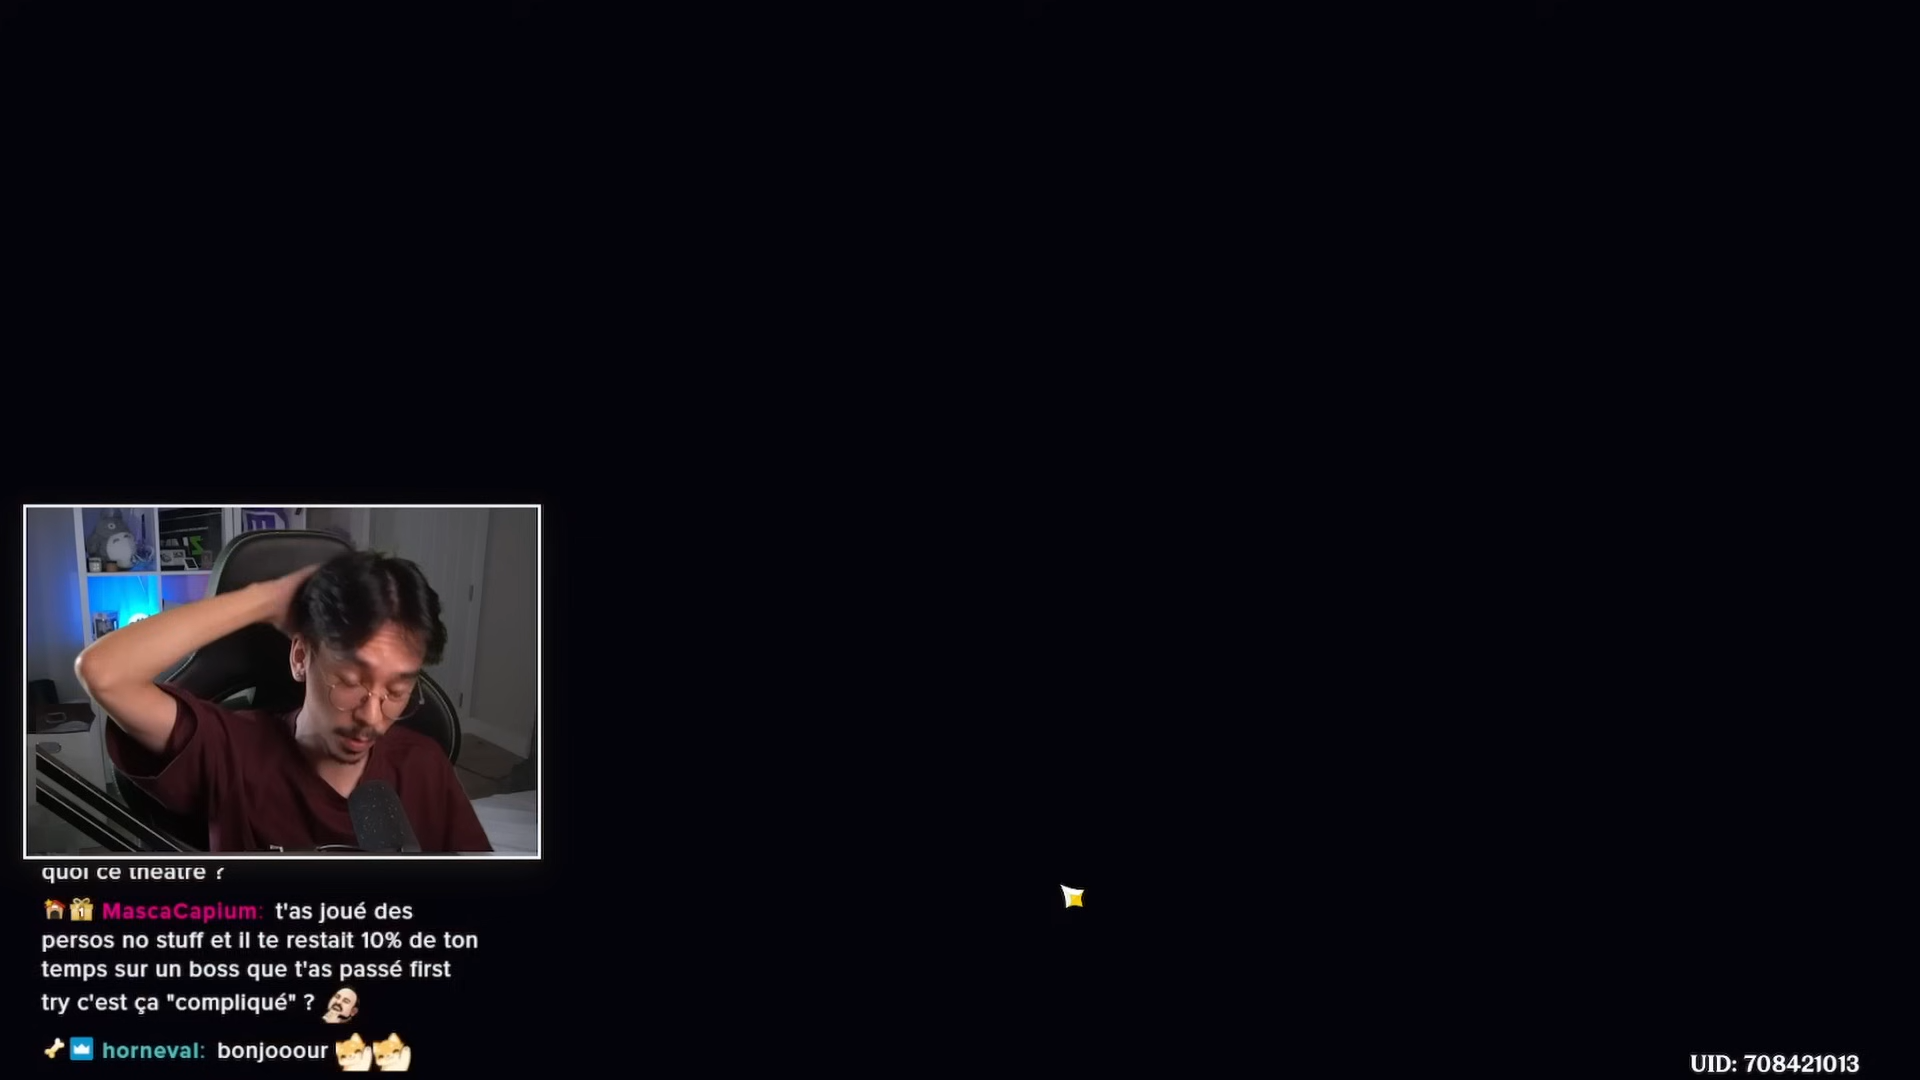 quoi ce théâtre ?
MascaCapium: t'as joué des
persos no stuff et il te restait 10% de ton
temps sur un boss que t'as passé first
try c'est ça "compliqué" ?
horneval: bonjooour
UID: 708421013